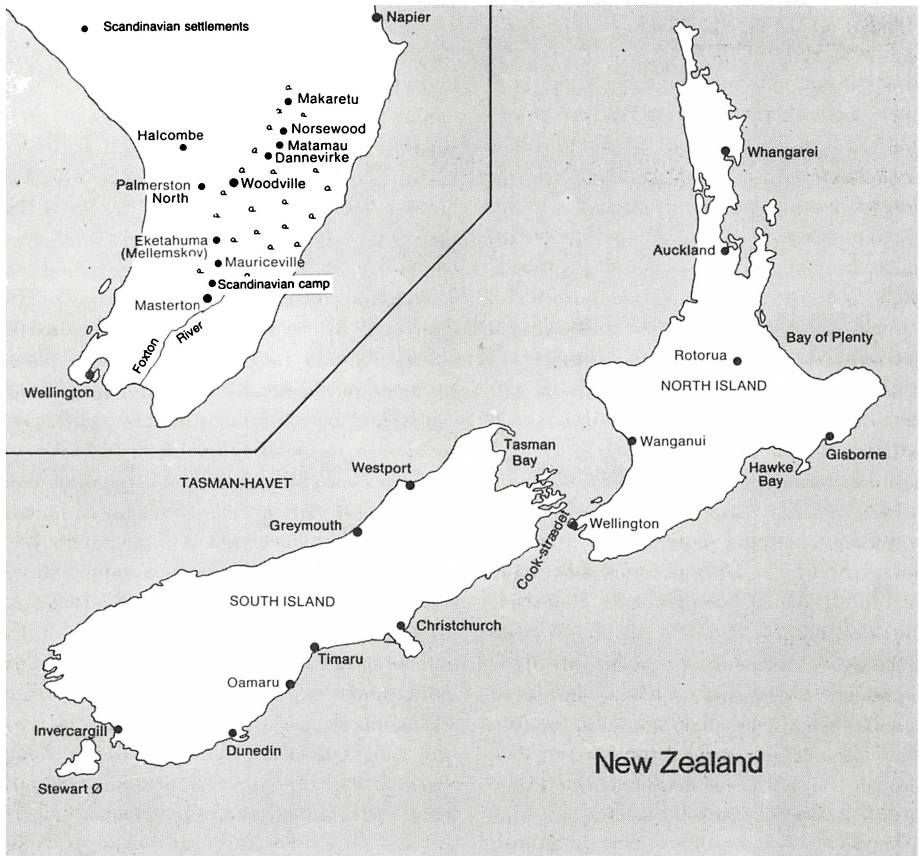 Scandinavian settlements
Napier
Makaretu
Norsewood
Halcombe
Matamau
Dannevirke
Palmerston
North
Woodville
Eketahuma
(Mellemskov)
Mauriceville
Scandinavian camp
Masterton
Foxton
River
Wellington
Whangarei
Auckland
Bay of Plenty
Rotorua
NORTH ISLAND
Wanganui
Gisborne
Hawke
Bay
Wellington
Tasman
Bay
Cook-strædet
TASMAN-HAVET
Westport
Greymouth
SOUTH ISLAND
Christchurch
Timaru
Oamaru
Invercargill
Dunedin
Stewart Ø
New Zealand